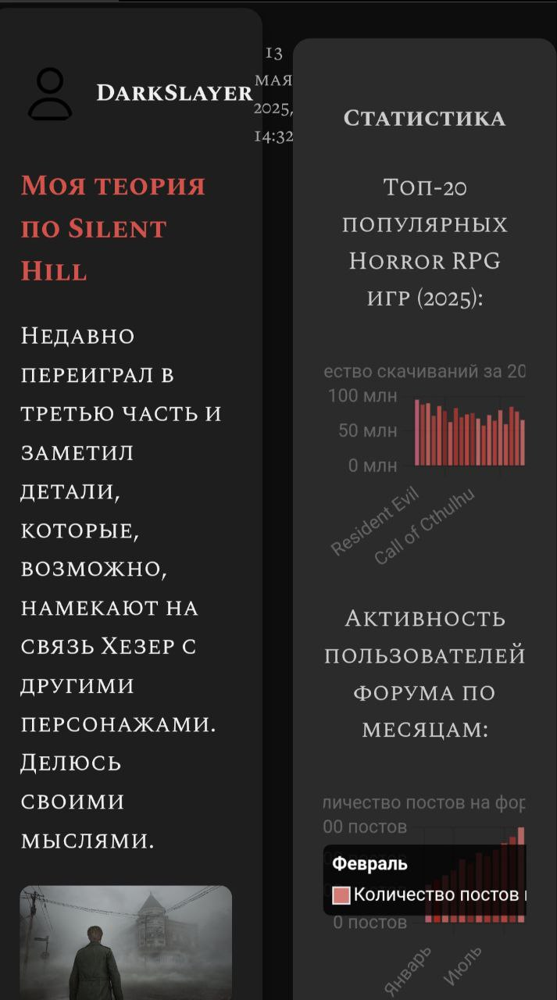 DarkSlayer
13
мая
2025,
14:32
Моя теория
по Silent
Hill
Недавно
переиграл в
третью часть и
заметил
детали,
которые,
возможно,
намекают на
связь Хезер с
другими
персонажами.
Делюсь
своими
мыслями.
Статистика
Топ-20
популярных
Horror RPG
игр (2025):
ество скачиваний за 20
100 млн
50 млн
0 млн
Resident Evil
Call of Cthulhu
Активность
пользователей
форума по
месяцам:
личество постов на фор
00 постов
Февраль
Количество постов
0 постов
Январь
Июль